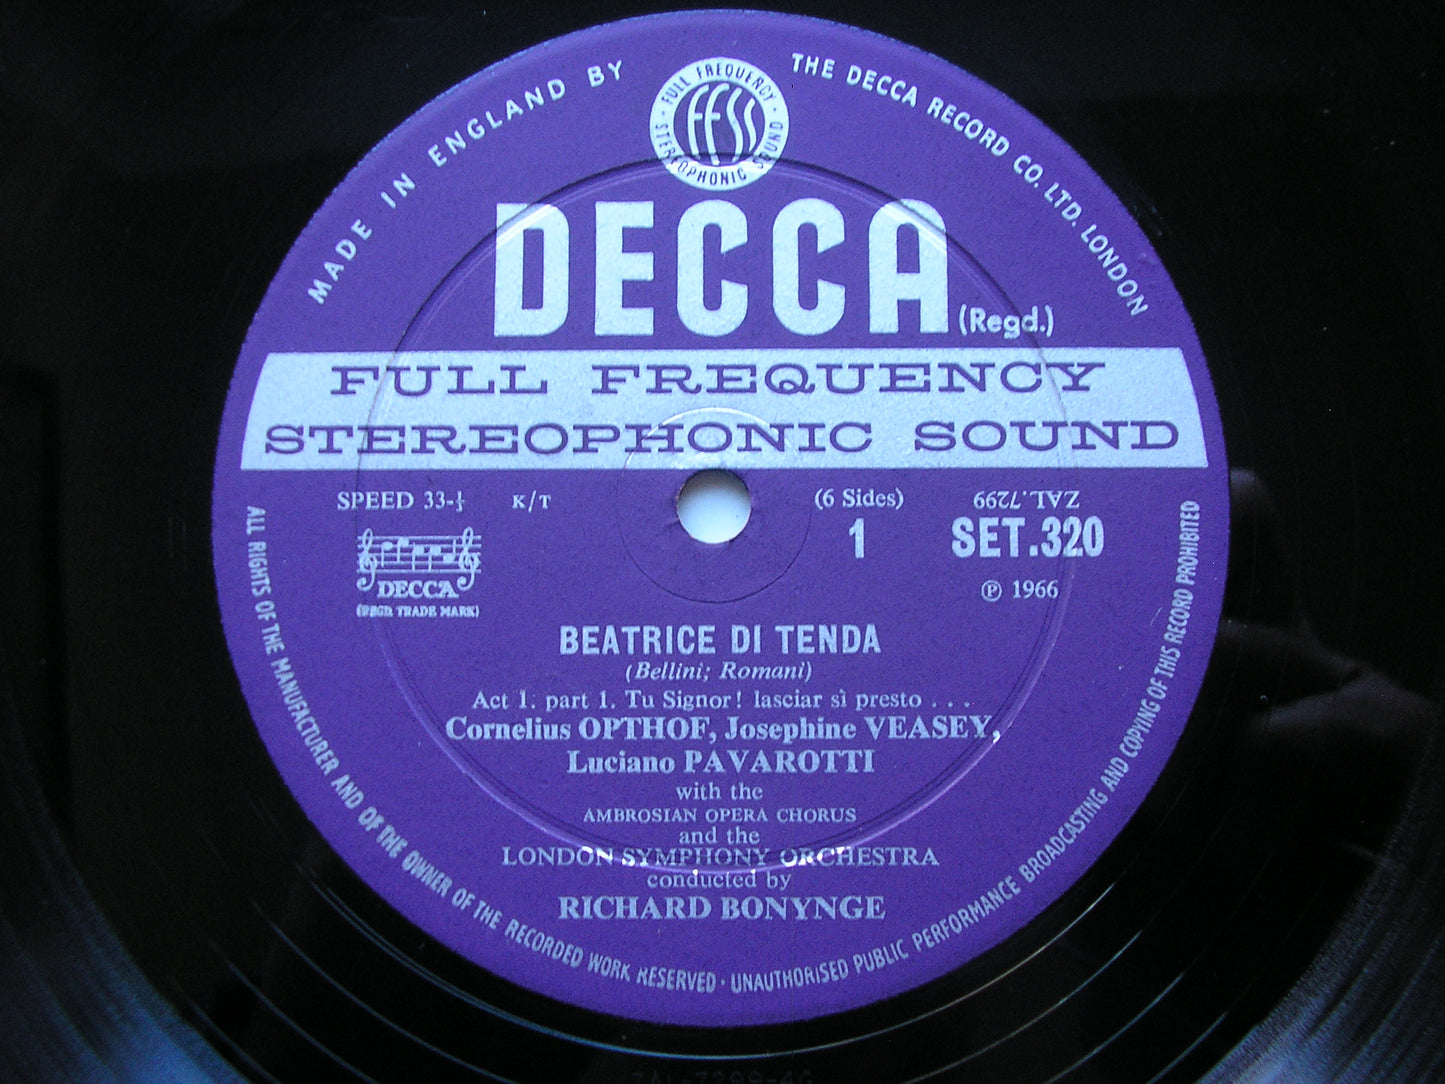 MADE IN ENGLAND BY THE DECCA RECORD CO. LTD. LONDON
FULL FREQUENCY
FFSS
STEREOPHONIC SOUND
DECCA (Regd.)
FULL FREQUENCY
STEREOPHONIC SOUND
SPEED 33-⅓ K/T (6 Sides) ZAL.7299
1 SET.320
DECCA
(REGD. TRADE MARK)
℗ 1966
BEATRICE DI TENDA
(Bellini; Romani)
Act 1. part 1. Tu Signor! lasciar sì presto . . .
Cornelius OPTHOF, Josephine VEASEY,
Luciano PAVAROTTI
with the
AMBROSIAN OPERA CHORUS
and the
LONDON SYMPHONY ORCHESTRA
conducted by
RICHARD BONYNGE
ALL RIGHTS OF THE MANUFACTURER AND OF THE OWNER OF THE RECORDED WORK RESERVED · UNAUTHORISED PUBLIC PERFORMANCE BROADCASTING AND COPYING OF THIS RECORD PROHIBITED
ZAL-7299-4G